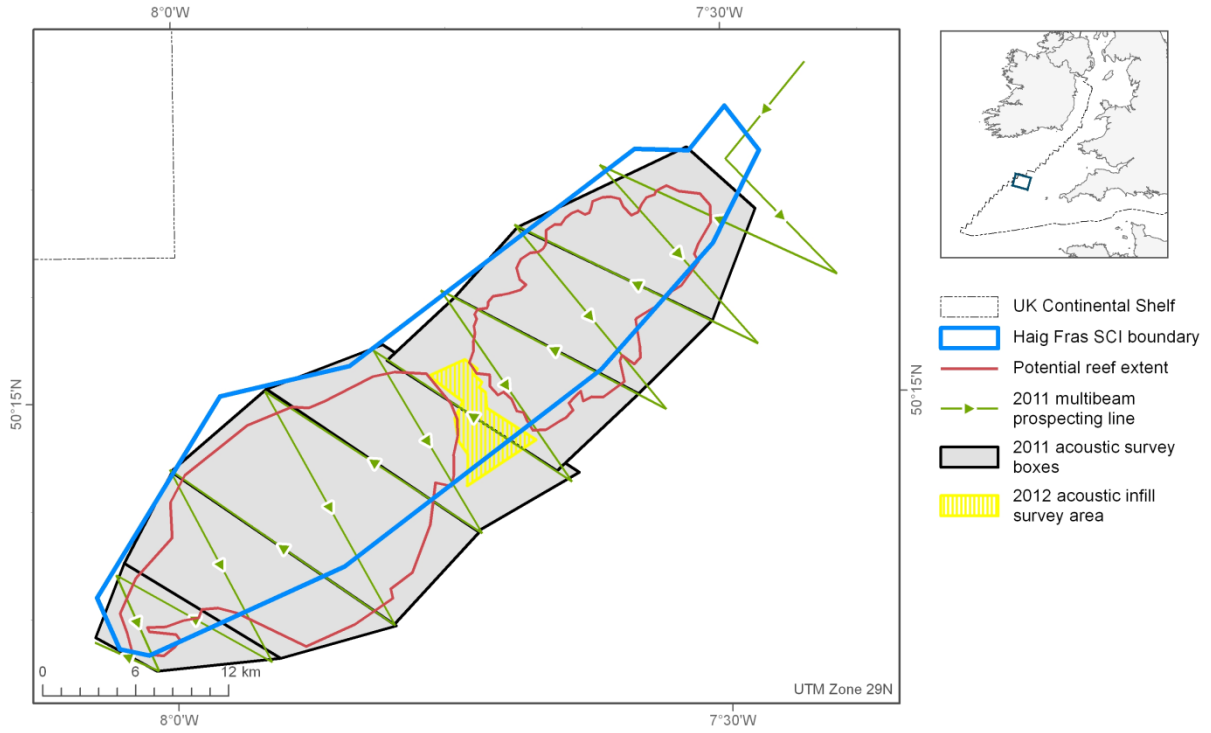 8°0'W
7°30'W
50°15'N
50°15'N
0
6
12 km
UTM Zone 29N
8°0'W
7°30'W
UK Continental Shelf
Haig Fras SCI boundary
Potential reef extent
2011 multibeam
prospecting line
2011 acoustic survey
boxes
2012 acoustic infill
survey area